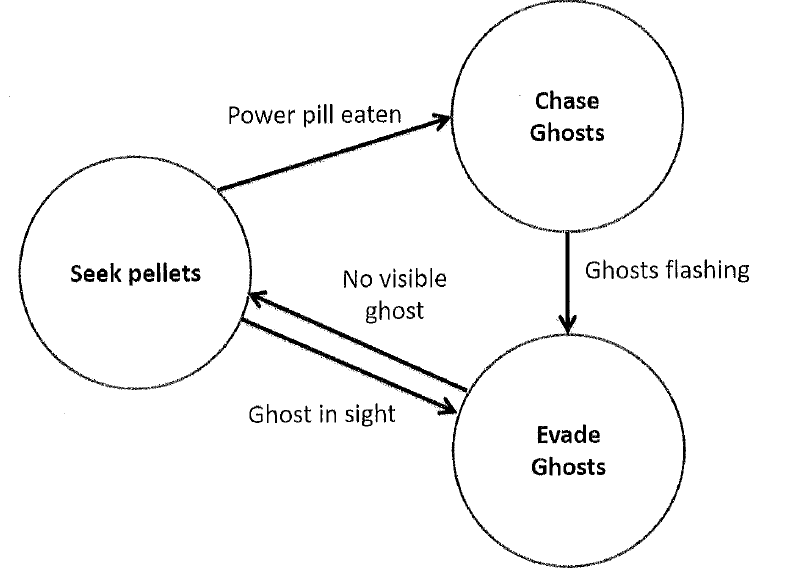 Power pill eaten
Chase
Ghosts
Seek pellets
No visible
ghost
Ghosts flashing
Ghost in sight
Evade
Ghosts